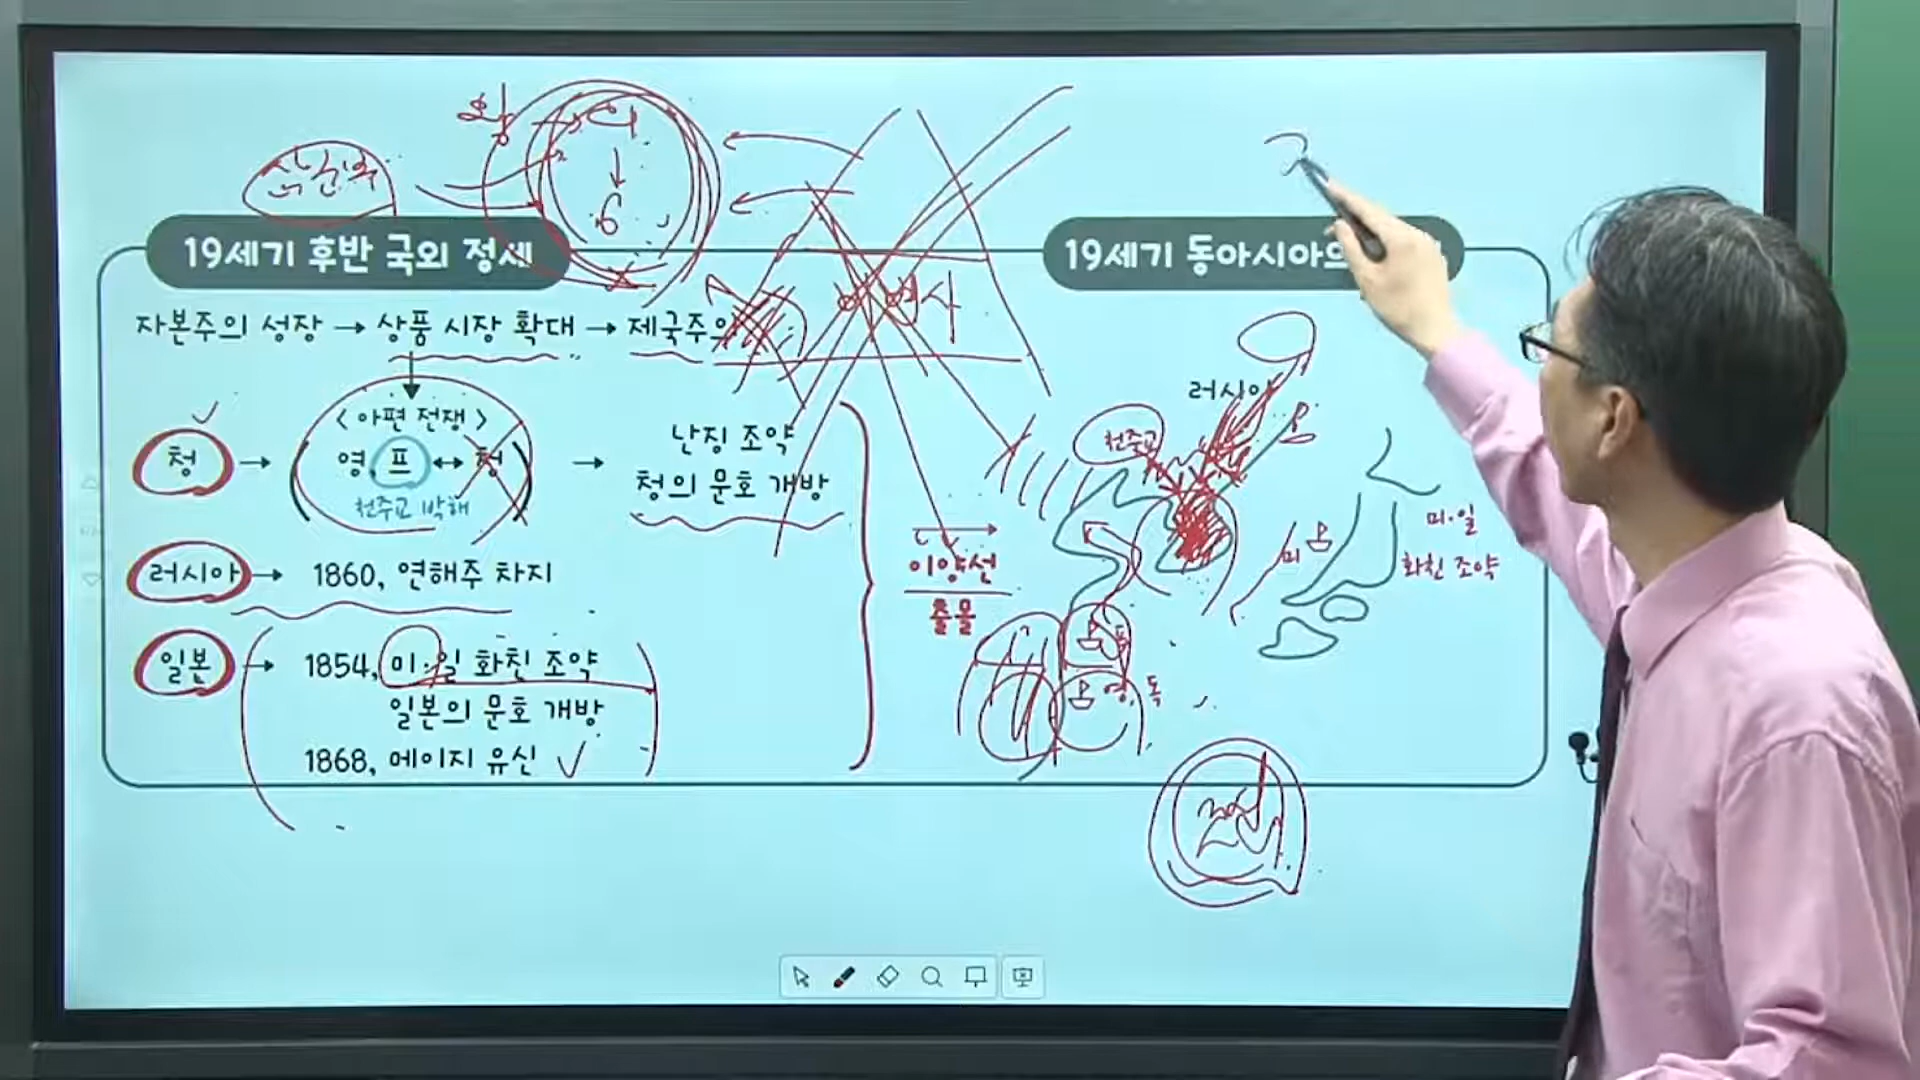 왕
6
19세기 후반 국외 정세
자본주의 성장 → 상품 시장 확대 → 제국주의
청 →
< 아편 전쟁 >
영, 프 ↔ 청
천주교 박해
→ 난징 조약
청의 문호 개방
러시아 → 1860, 연해주 차지
일본 → 1854, 미·일 화친 조약
일본의 문호 개방
1868, 메이지 유신
이양선
출몰
19세기 동아시아의
러시아
천주교
미
미·일
화친 조약
프
영, 독